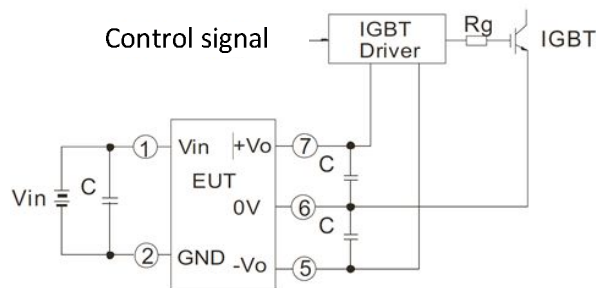 Control signal
IGBT
Driver
Rg
IGBT
1
Vin
+Vo
7
C
Vin
C
EUT
0V
6
C
2
GND
-Vo
5